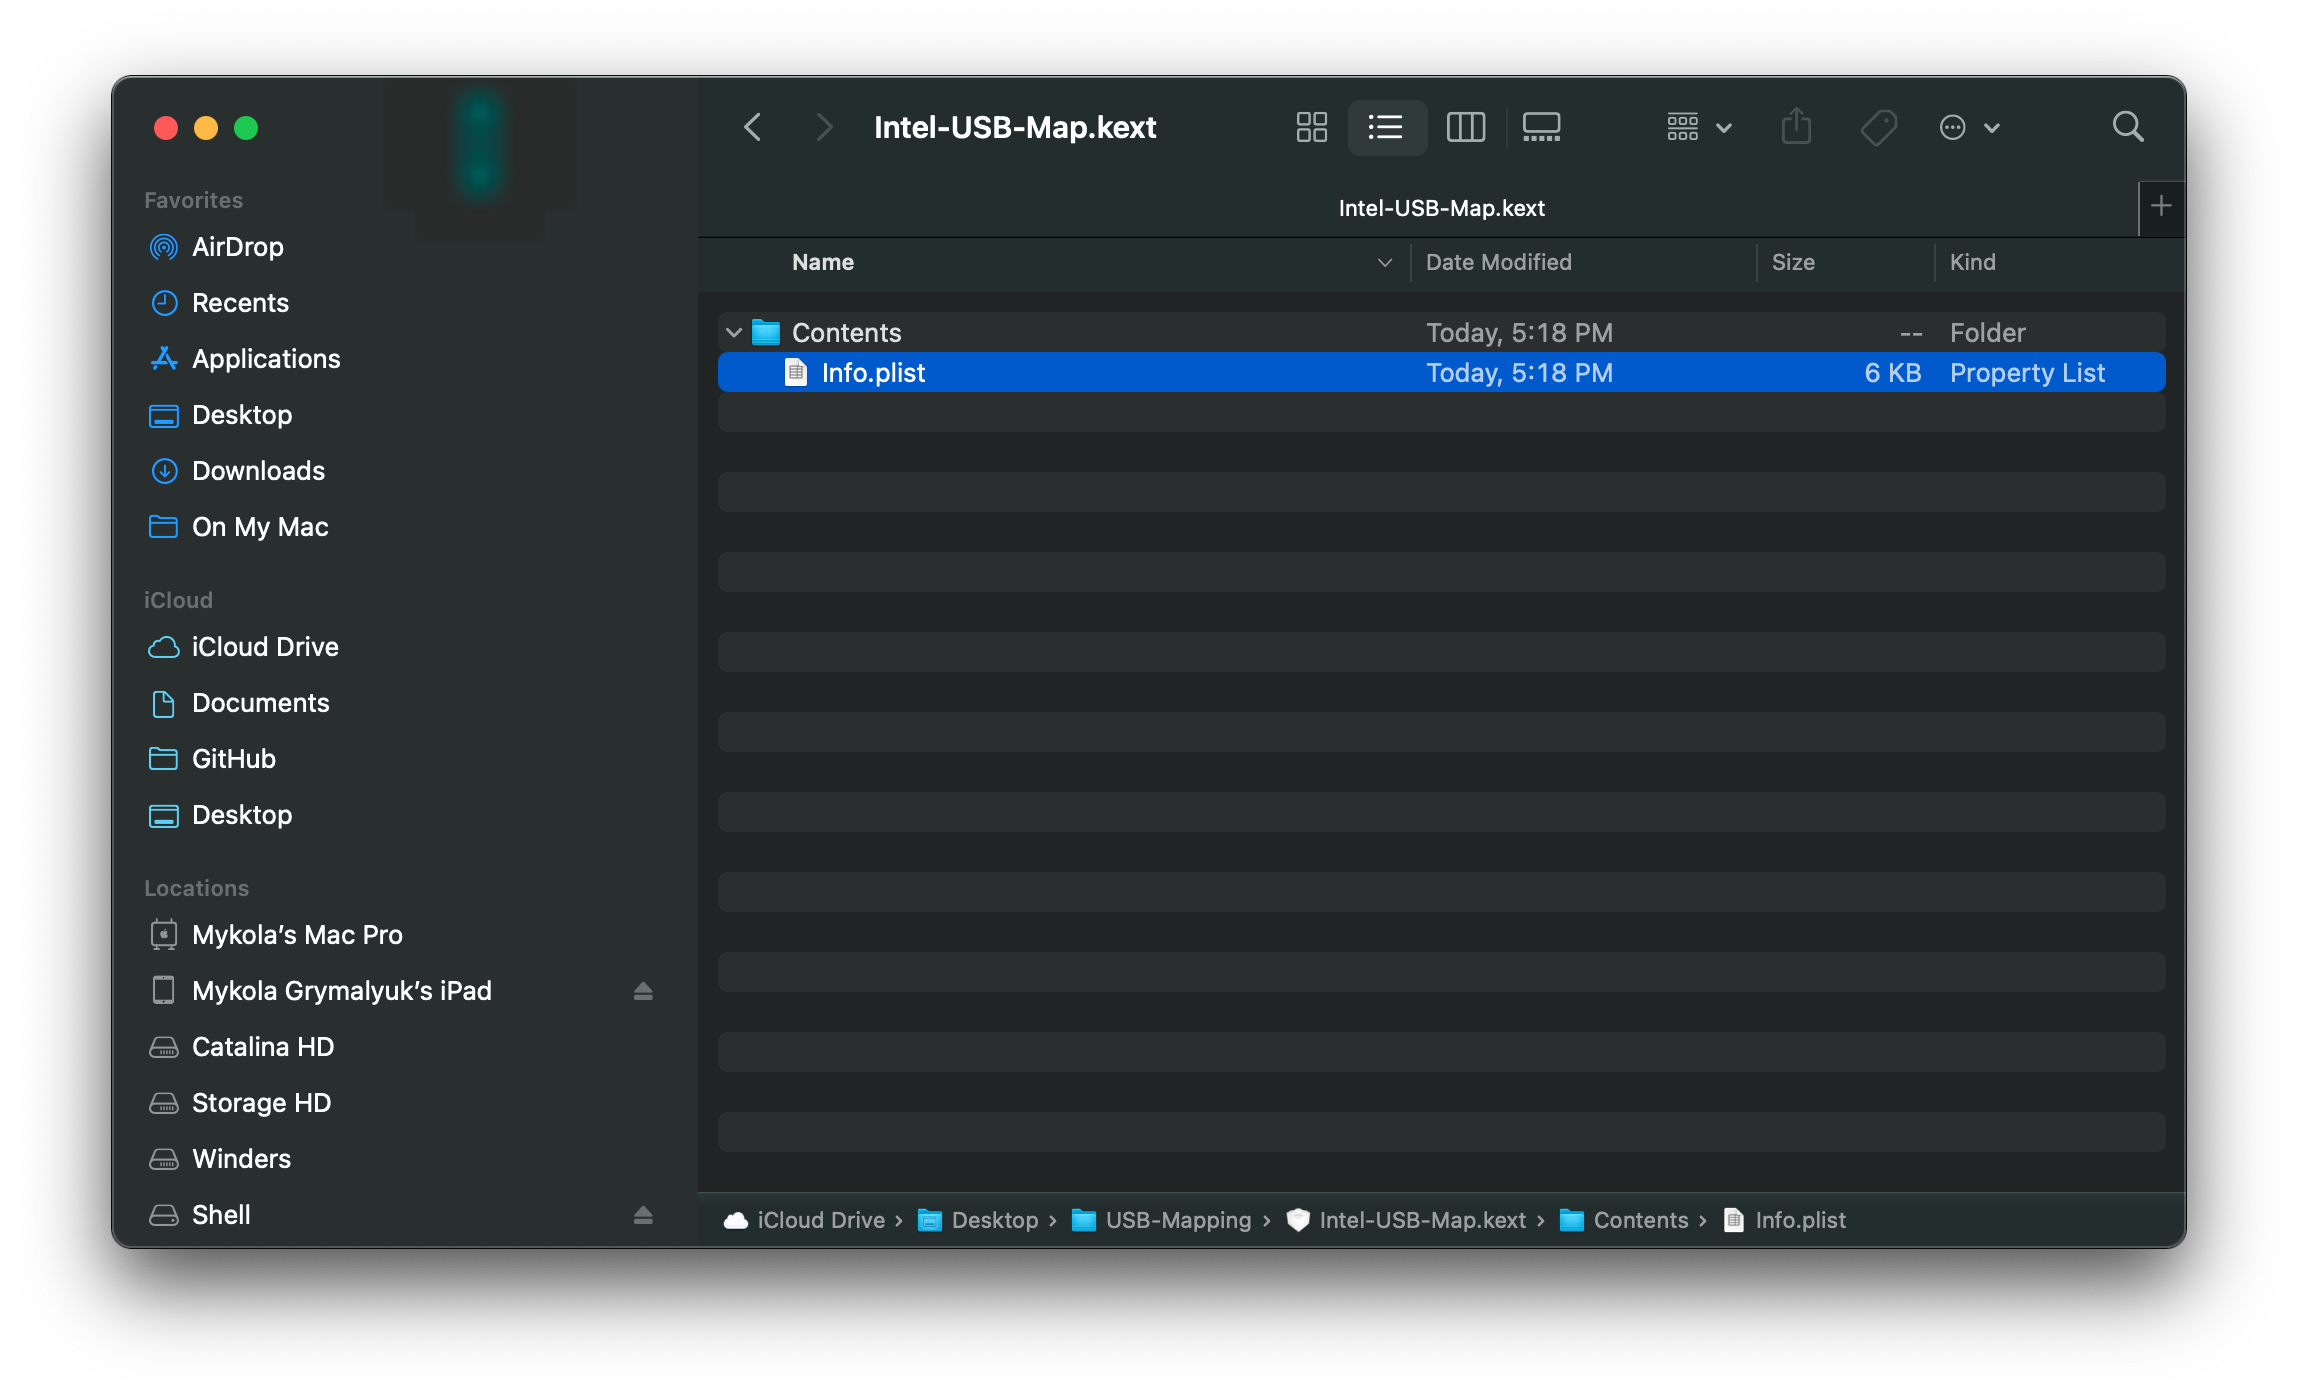 Intel-USB-Map.kext
Intel-USB-Map.kext
Favorites
AirDrop
Recents
Applications
Desktop
Downloads
On My Mac
iCloud
iCloud Drive
Documents
GitHub
Desktop
Locations
Mykola’s Mac Pro
Mykola Grymalyuk’s iPad
Catalina HD
Storage HD
Winders
Shell
Name Date Modified Size Kind
Contents Today, 5:18 PM -- Folder
Info.plist Today, 5:18 PM 6 KB Property List
iCloud Drive › Desktop › USB-Mapping › Intel-USB-Map.kext › Contents › Info.plist